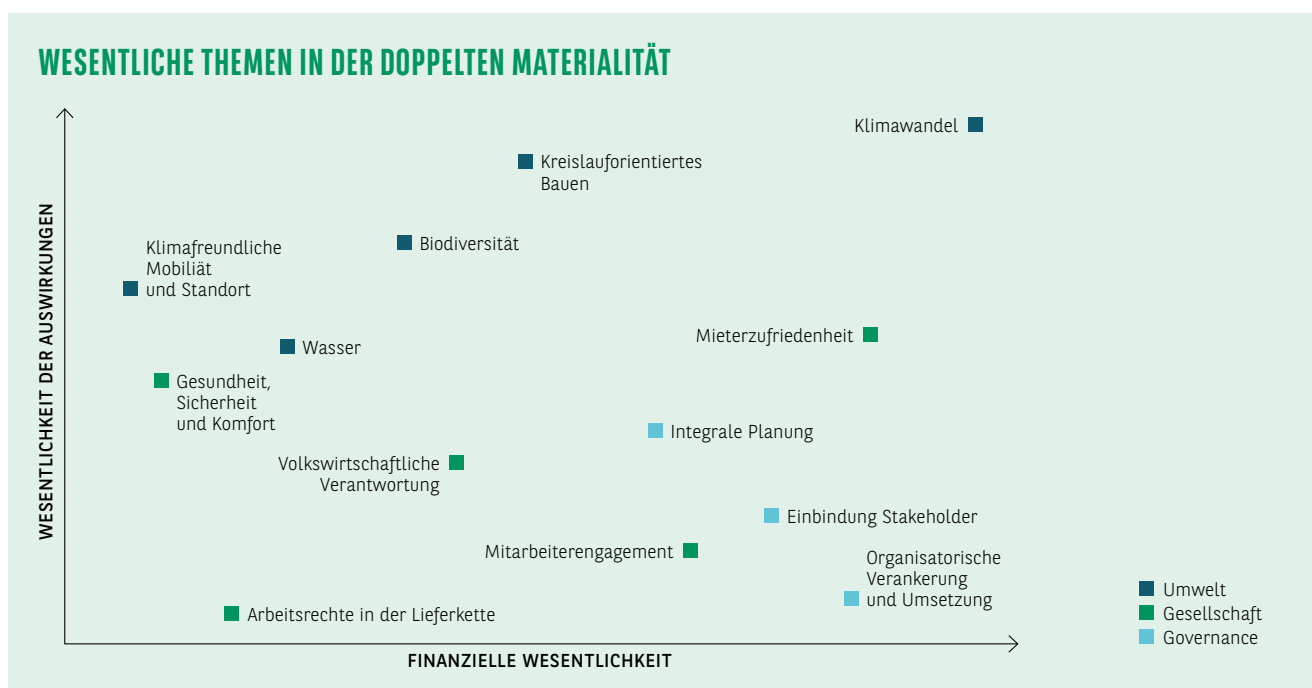 WESENTLICHE THEMEN IN DER DOPPELTEN MATERIALITÄT
WESENTLICHKEIT DER AUSWIRKUNGEN
Klimawandel
Kreislauforientiertes
Bauen
Biodiversität
Klimafreundliche
Mobiliät
und Standort
Mieterzufriedenheit
Wasser
Gesundheit,
Sicherheit
und Komfort
Integrale Planung
Volkswirtschaftliche
Verantwortung
Einbindung Stakeholder
Mitarbeiterengagement
Organisatorische
Verankerung
und Umsetzung
Arbeitsrechte in der Lieferkette
FINANZIELLE WESENTLICHKEIT
Umwelt
Gesellschaft
Governance